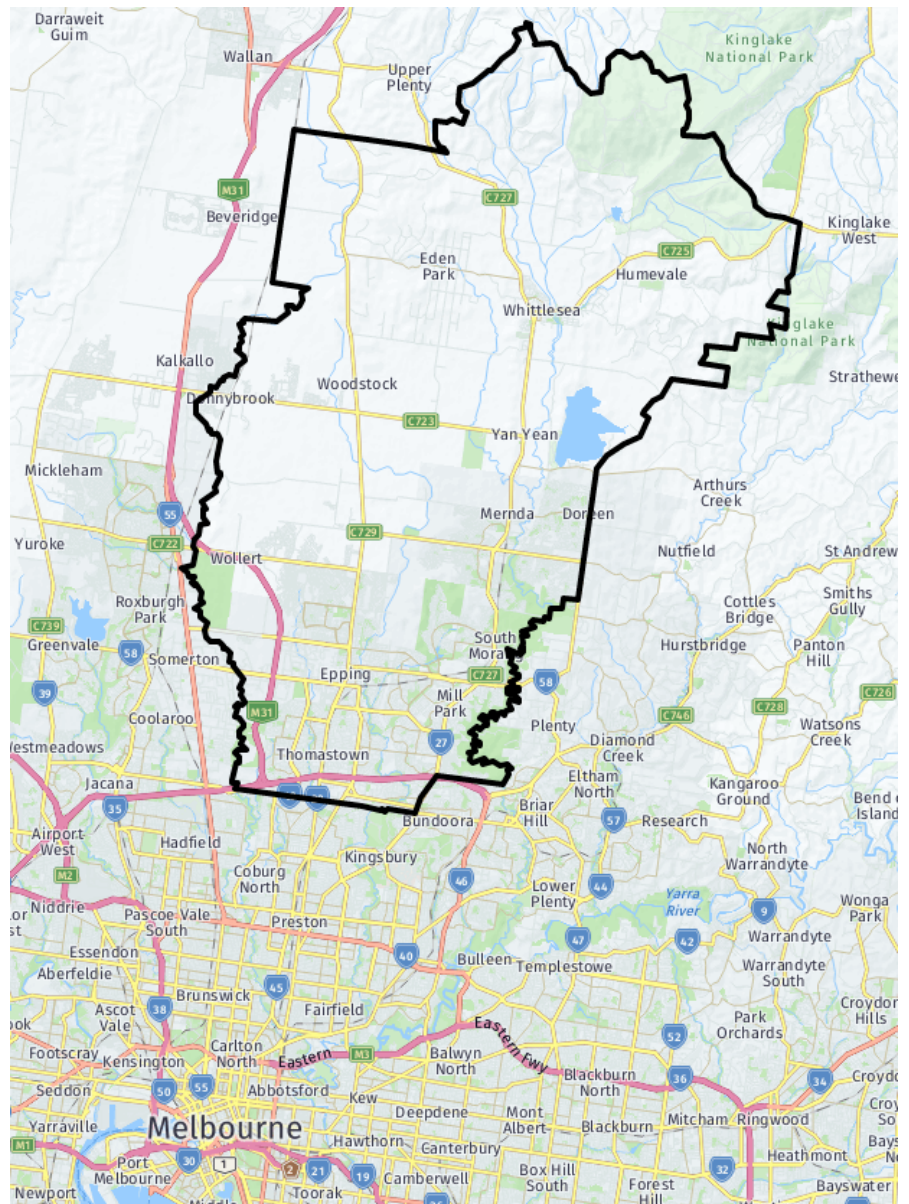 Darraweit
Guim
Wallan
Kinglake
National Park
Upper
Plenty
M31
Beveridge
C727
Kinglake
West
Eden
Park
C725
Humevale
Whittlesea
Kinglake
National Park
Kalkallo
Strathewe
Woodstock
Donnybrook
C723
Yan Yean
Mickleham
Arthurs
Creek
55
Mernda
Doreen
C729
Yuroke
C722
Wollert
Nutfield
St Andrew
Roxburgh
Park
Cottles
Bridge
Smiths
Gully
C739
Greenvale
58
Somerton
South
Morang
Hurstbridge
Panton
Hill
Epping
C727
58
39
Mill
Park
C726
C728
M31
Coolaroo
Plenty
C746
Watsons
Creek
27
Westmeadows
Thomastown
Diamond
Creek
Jacana
Eltham
North
Kangaroo
Ground
35
Bundoora
Briar
Hill
57
Research
Bend o
Island
Airport
West
Hadfield
Kingsbury
North
Warrandyte
M2
Coburg
North
46
Lower
Plenty
44
Yarra
River
Niddrie
Pascoe Vale
South
Preston
9
Wonga
Park
Essendon
40
47
42
Warrandyte
Aberfeldie
Bulleen
Templestowe
Warrandyte
South
45
Brunswick
Ascot
Vale
38
Fairfield
Croydon
Hills
Park
Orchards
52
Footscray
Kensington
Carlton
North
Eastern
M3
Eastern Fwy
Balwyn
North
Blackburn
North
36
34
Croydo
Seddon
50
55
Abbotsford
Kew
Deepdene
Mont
Albert
Blackburn
Mitcham
Ringwood
Yarraville
Melbourne
Hawthorn
Canterbury
M1
Heathmont
Port
Melbourne
30
1
2
21
19
Camberwell
Box Hill
South
Forest
Hill
32
Newport
Toorak
Bayswater